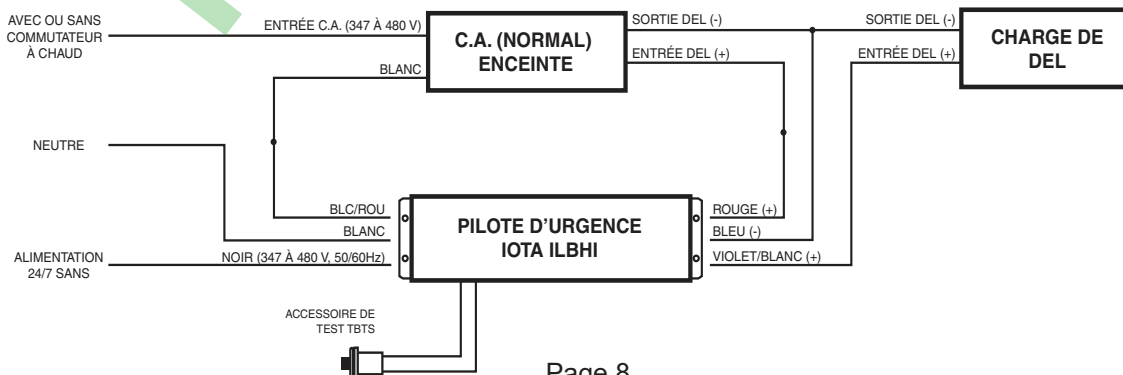 AVEC OU SANS
COMMUTATEUR
À CHAUD
ENTRÉE C.A. (347 À 480 V)
BLANC
C.A. (NORMAL)
ENCEINTE
SORTIE DEL (-)
ENTRÉE DEL (+)
SORTIE DEL (-)
ENTRÉE DEL (+)
CHARGE DE
DEL
NEUTRE
BLC/ROU
BLANC
ALIMENTATION
24/7 SANS
NOIR (347 À 480 V, 50/60Hz)
PILOTE D'URGENCE
IOTA ILBHI
ROUGE (+)
BLEU (-)
VIOLET/BLANC (+)
ACCESSOIRE DE
TEST TBTS
Page 8